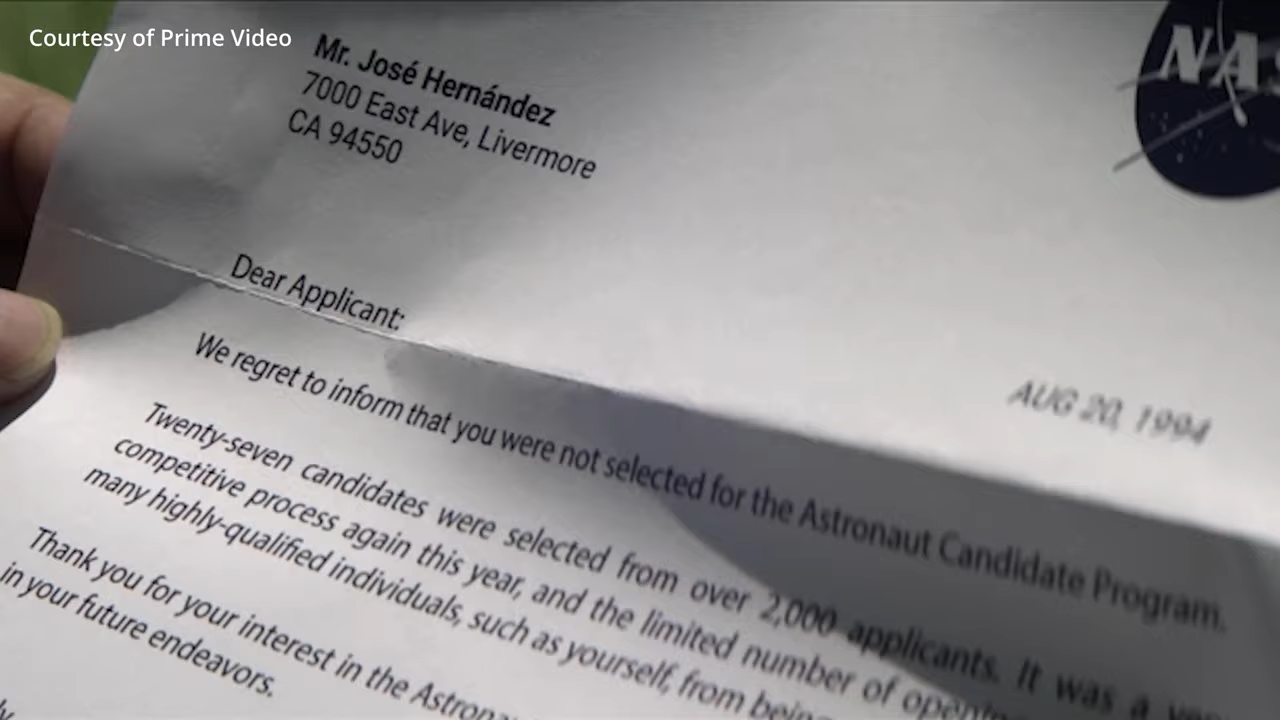 Courtesy of Prime Video
NAS
Mr. José Hernández
7000 East Ave, Livermore
CA 94550
Dear Applicant:
AUG 20, 1994
We regret to inform that you were not selected for the Astronaut Candidate Program.
Twenty-seven candidates were selected from over 2,000 applicants. It was a
competitive process again this year, and the limited number of
many highly-qualified individuals, such as yourself, from
Thank you for your interest in the
in your future endeavors.